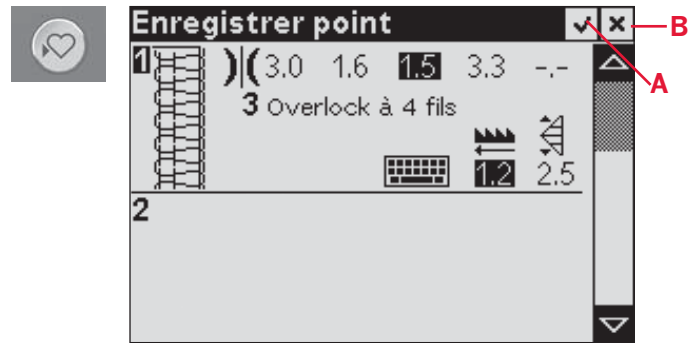 Enregistrer point
B
A
1 3.0 1.6 1.5 3.3 -.-
3 Overlock à 4 fils
1.2 2.5
2